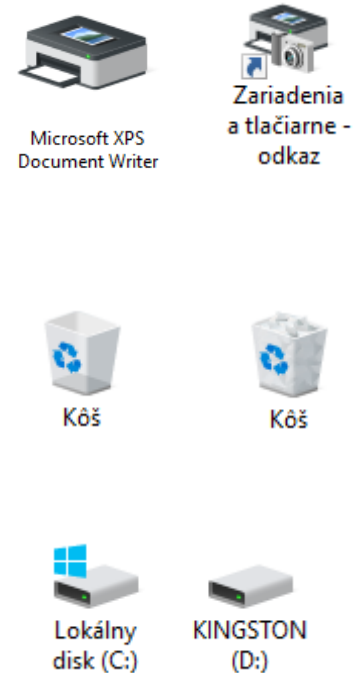 Microsoft XPS
Document Writer
Zariadenia
a tlačiarne -
odkaz
Kôš
Kôš
Lokálny
disk (C:)
KINGSTON
(D:)